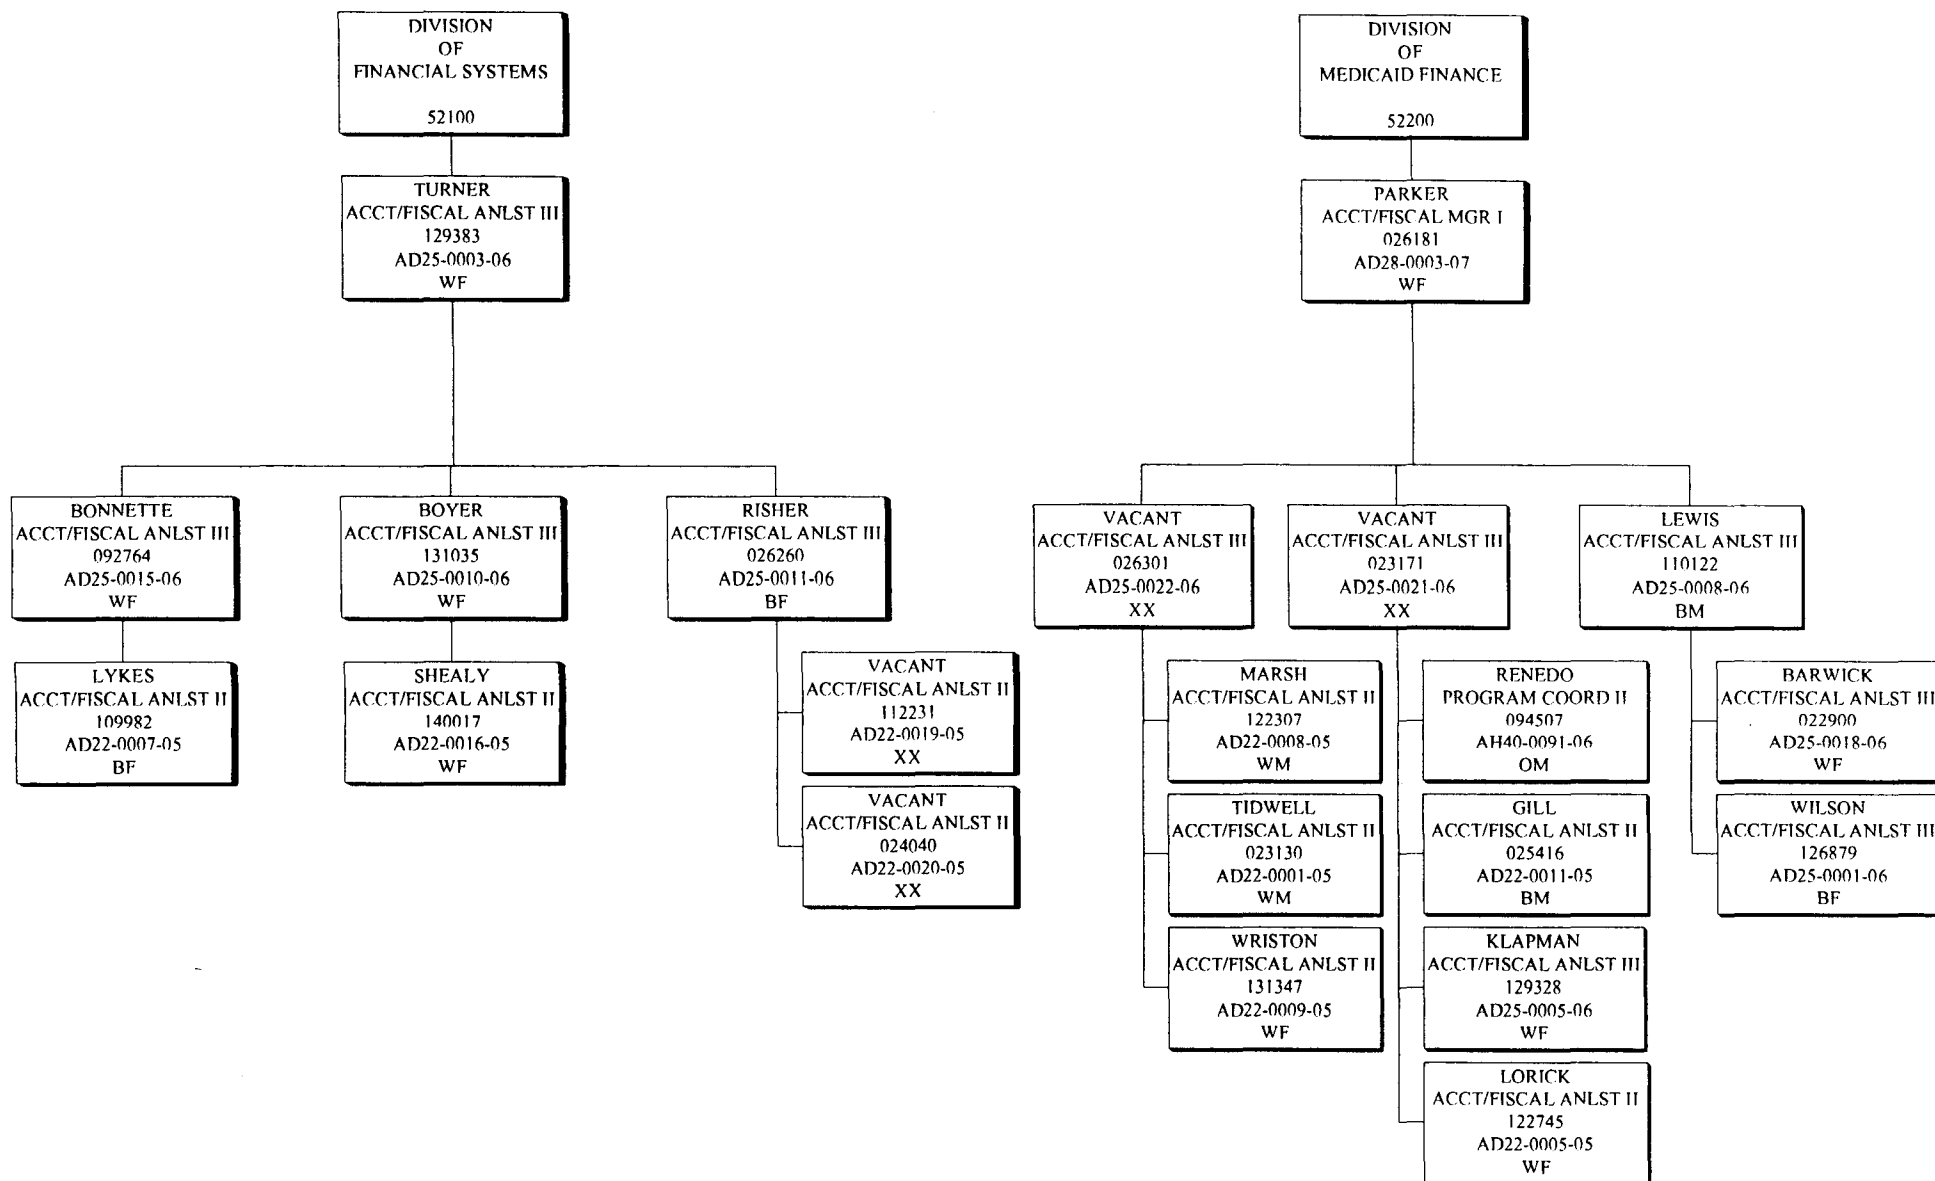 DIVISION
OF
FINANCIAL SYSTEMS
52100
TURNER
ACCT/FISCAL ANLST III
129383
AD25-0003-06
WF
BONNETTE
ACCT/FISCAL ANLST III
092764
AD25-0015-06
WF
LYKES
ACCT/FISCAL ANLST II
109982
AD22-0007-05
BF
BOYER
ACCT/FISCAL ANLST III
131035
AD25-0010-06
WF
SHEALY
ACCT/FISCAL ANLST II
140017
AD22-0016-05
WF
RISHER
ACCT/FISCAL ANLST III
026260
AD25-0011-06
BF
VACANT
ACCT/FISCAL ANLST II
112231
AD22-0019-05
XX
VACANT
ACCT/FISCAL ANLST II
024040
AD22-0020-05
XX
DIVISION
OF
MEDICAID FINANCE
52200
PARKER
ACCT/FISCAL MGR I
026181
AD28-0003-07
WF
VACANT
ACCT/FISCAL ANLST III
026301
AD25-0022-06
XX
MARSH
ACCT/FISCAL ANLST II
122307
AD22-0008-05
WM
TIDWELL
ACCT/FISCAL ANLST II
023130
AD22-0001-05
WM
WRISTON
ACCT/FISCAL ANLST II
131347
AD22-0009-05
WF
VACANT
ACCT/FISCAL ANLST III
023171
AD25-0021-06
XX
RENEDO
PROGRAM COORD II
094507
AH40-0091-06
OM
GILL
ACCT/FISCAL ANLST II
025416
AD22-0011-05
BM
KLAPMAN
ACCT/FISCAL ANLST III
129328
AD25-0005-06
WF
LORICK
ACCT/FISCAL ANLST II
122745
AD22-0005-05
WF
LEWIS
ACCT/FISCAL ANLST III
110122
AD25-0008-06
BM
BARWICK
ACCT/FISCAL ANLST III
022900
AD25-0018-06
WF
WILSON
ACCT/FISCAL ANLST III
126879
AD25-0001-06
BF